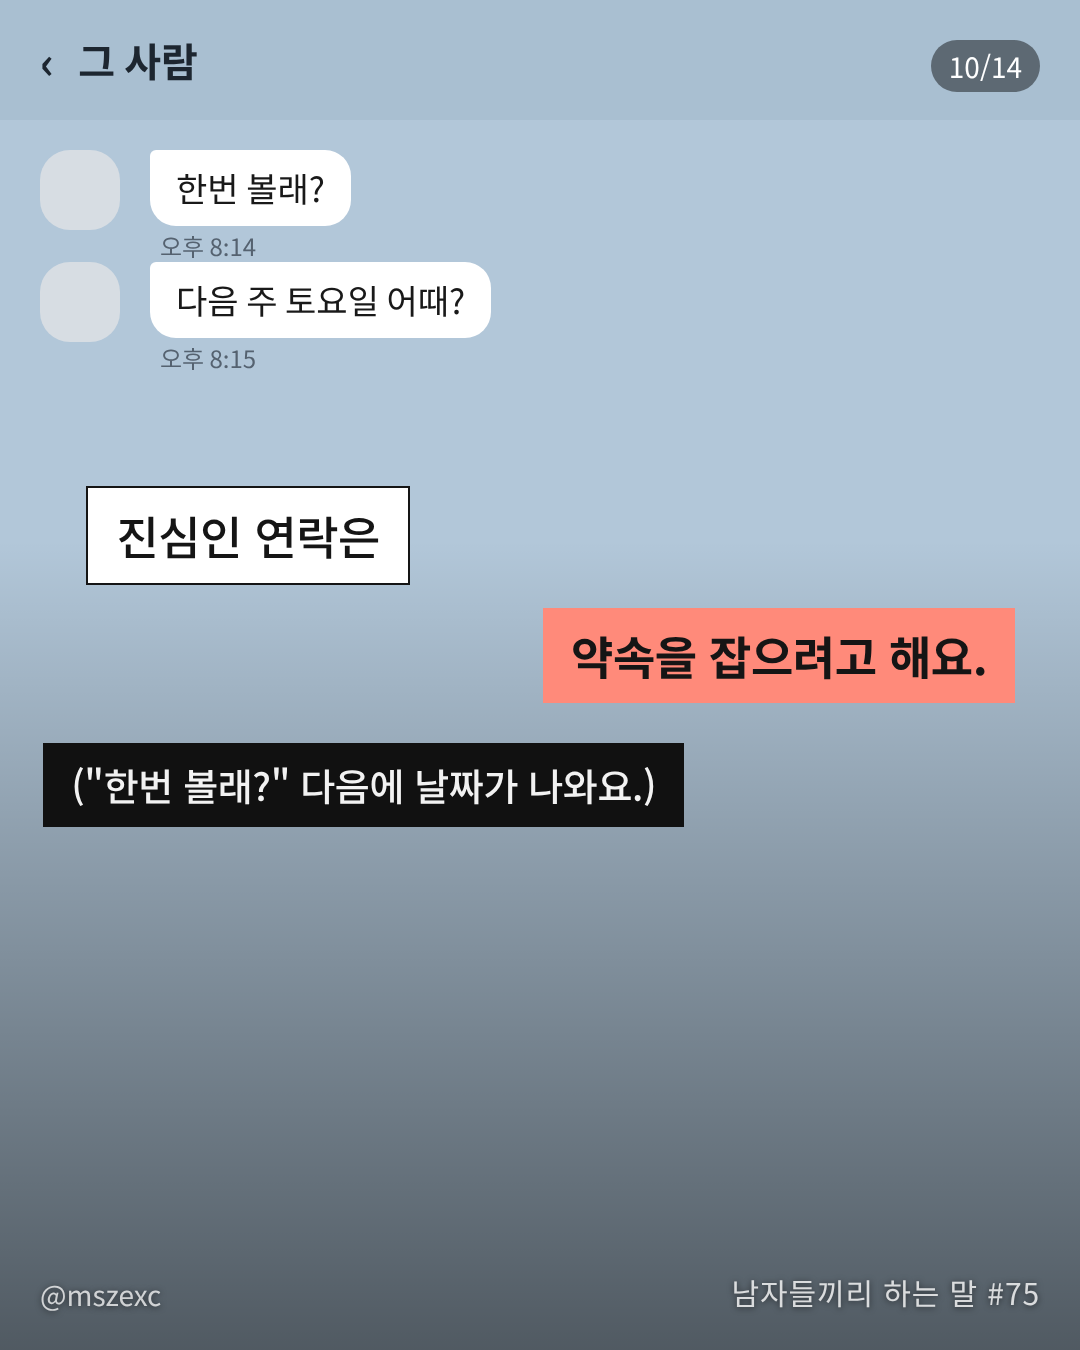 ‹ 그 사람
10/14
한번 볼래?
오후 8:14
다음 주 토요일 어때?
오후 8:15
진심인 연락은
약속을 잡으려고 해요.
("한번 볼래?" 다음에 날짜가 나와요.)
@mszexc
남자들끼리 하는 말 #75